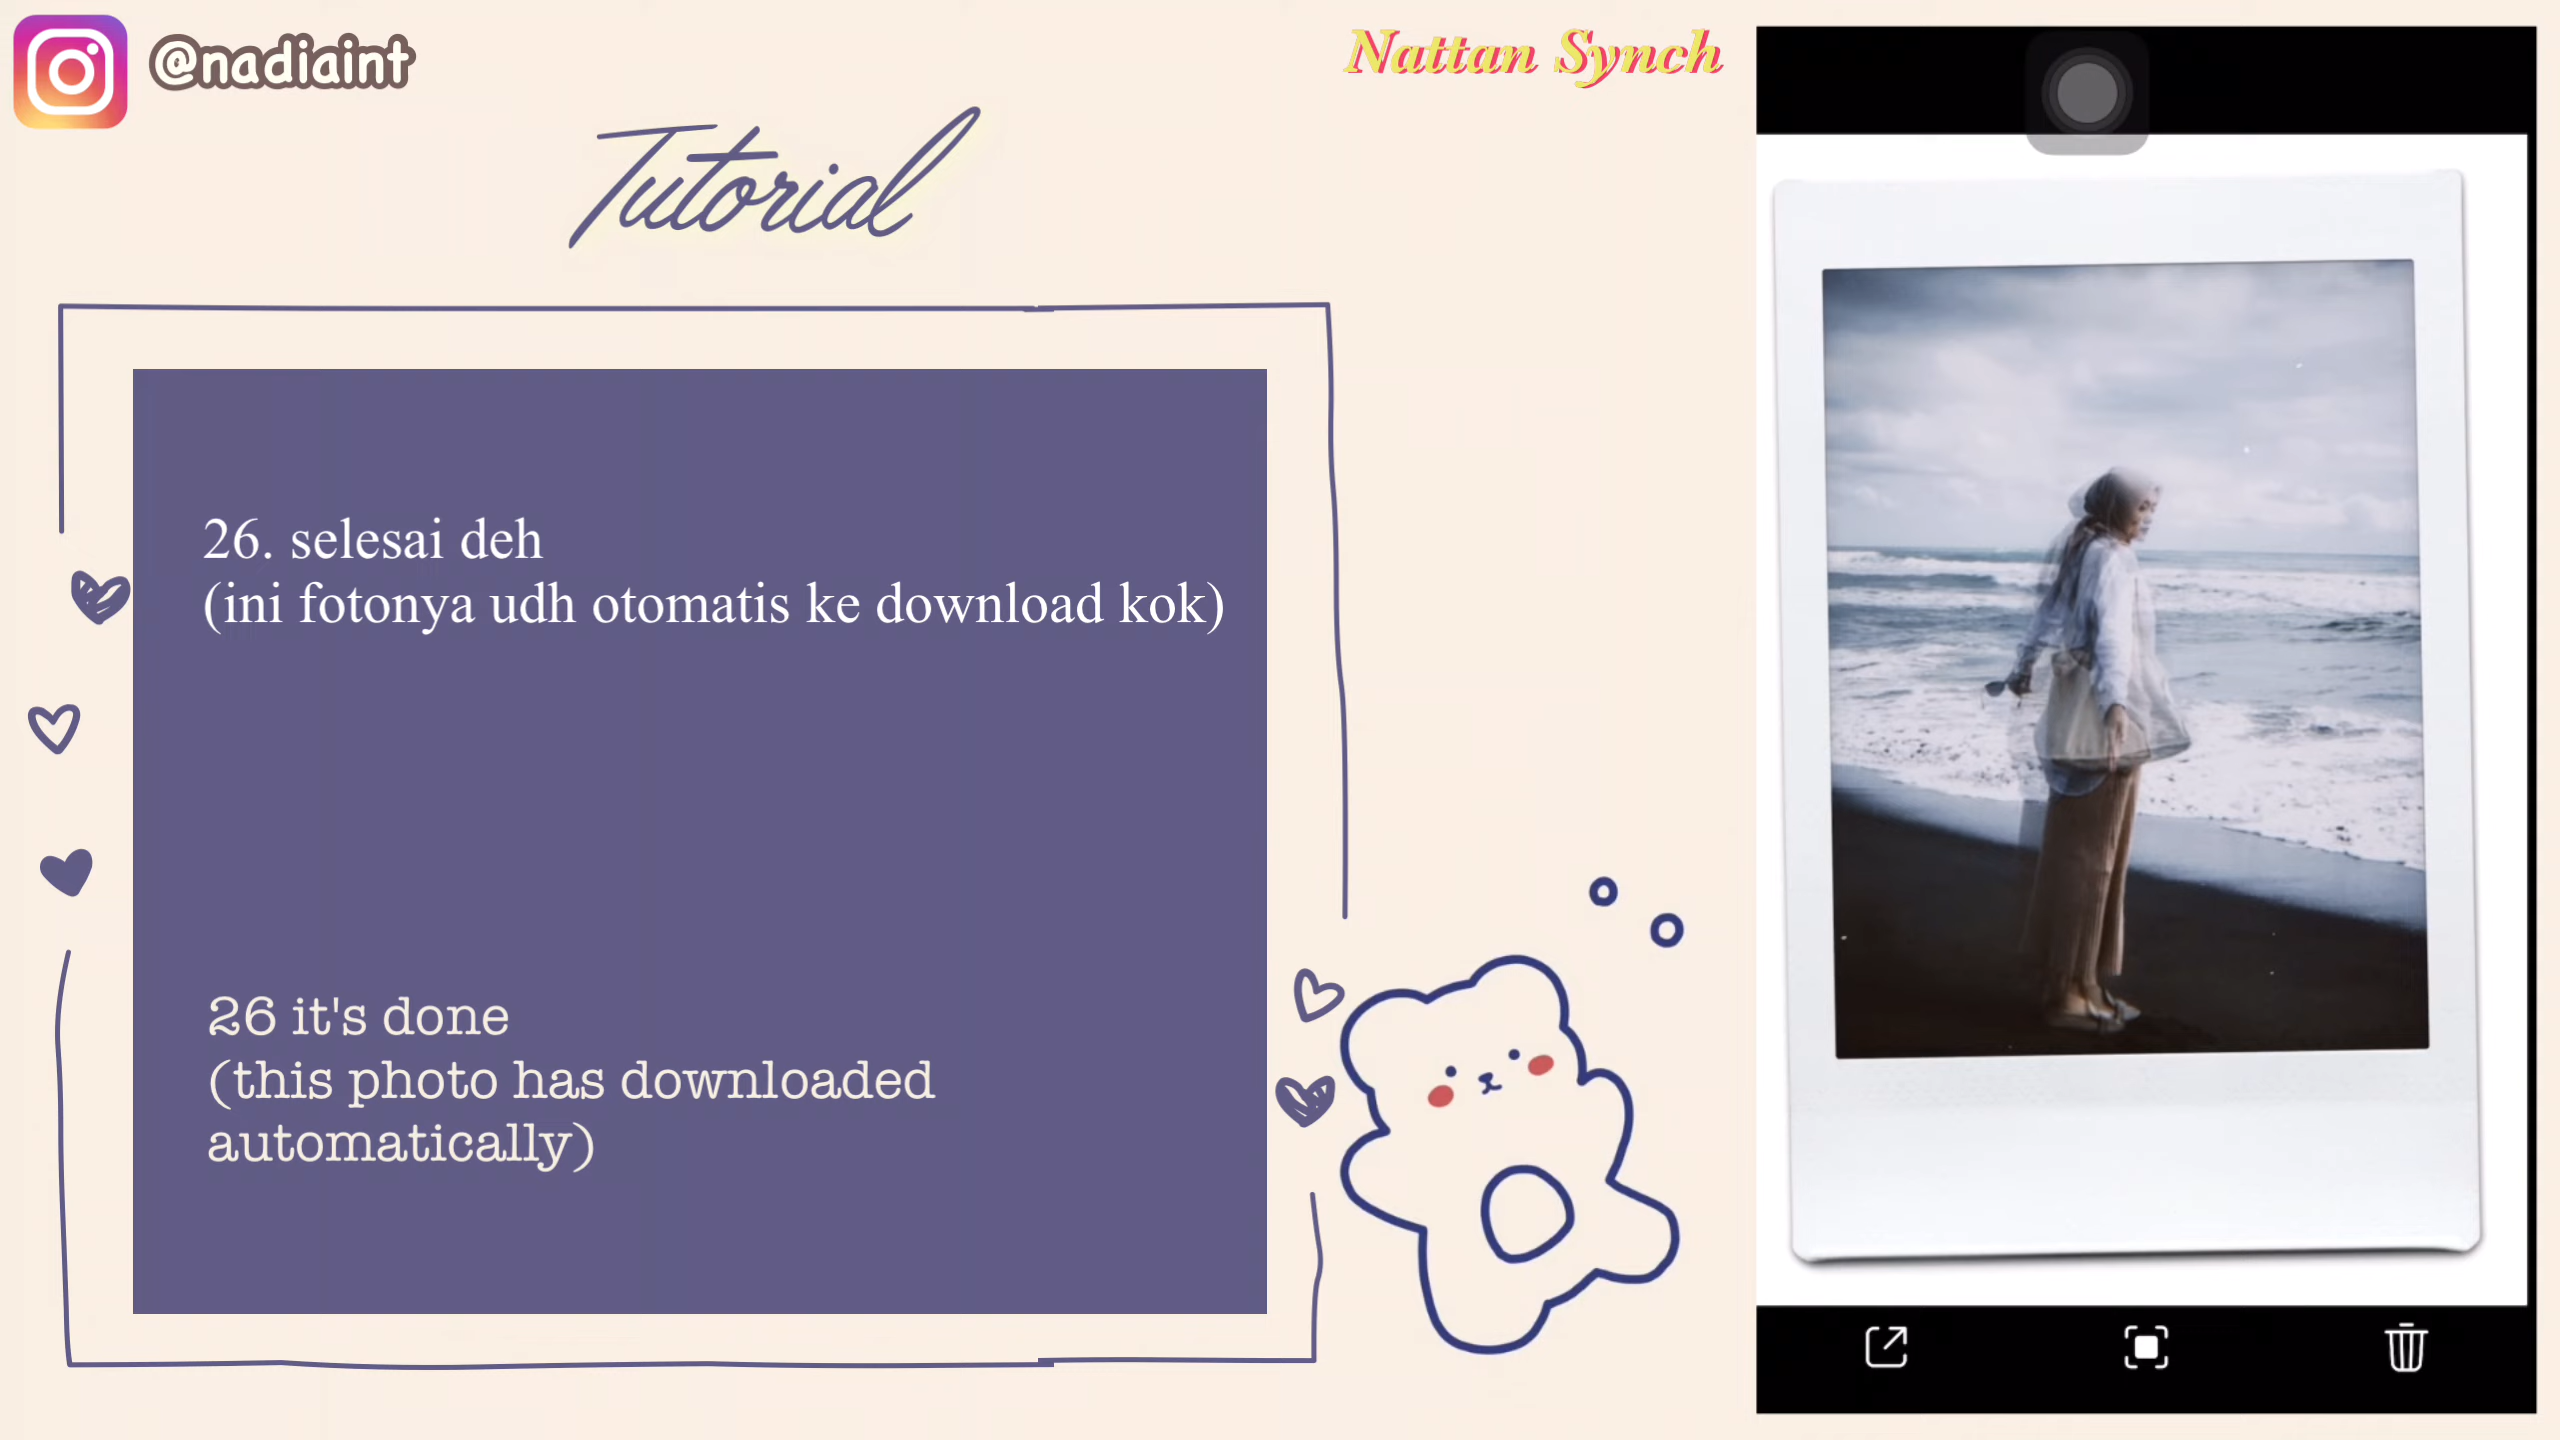 @nadiaint
Nattan Synch
Tutorial
26. selesai deh
(ini fotonya udh otomatis ke download kok)
26 it's done
(this photo has downloaded
automatically)